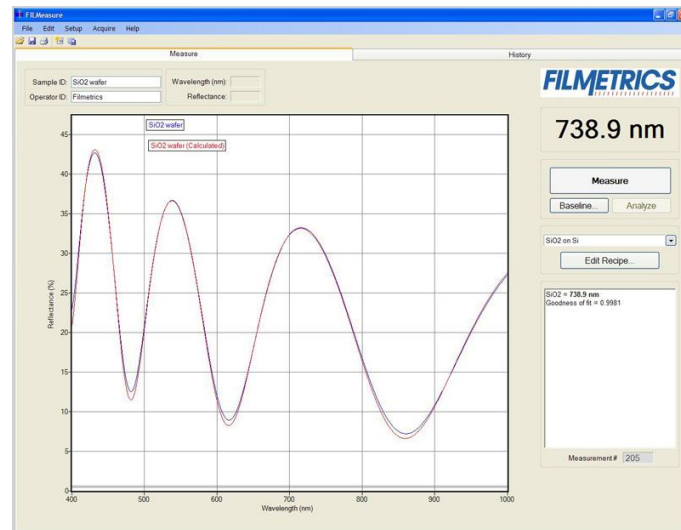 FILMeasure
File Edit Setup Acquire Help
Measure History
Sample ID: SiO2 wafer Wavelength (nm):
Operator ID: Filmetrics Reflectance:
FILMETRICS
738.9 nm
Measure
Baseline... Analyze
SiO2 on Si
Edit Recipe...
SiO2 = 738.9 nm
Goodness of fit = 0.9981
Measurement # 205
SiO2 wafer
SiO2 wafer (Calculated)
Reflectance (%)
45
40
35
30
25
20
15
10
5
0
400 500 600 700 800 900 1000
Wavelength (nm)